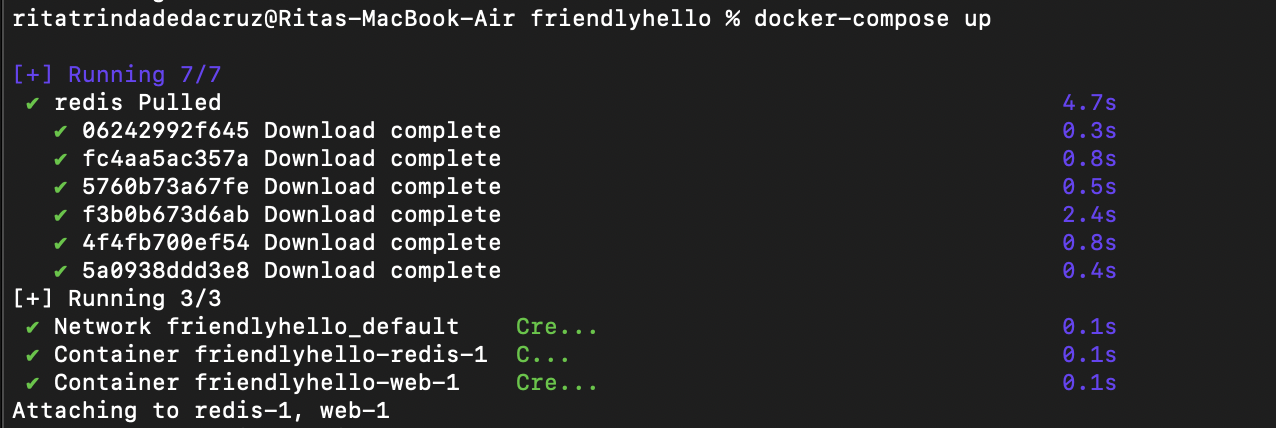 ritatrindadedacruz@Ritas-MacBook-Air friendlyhello % docker-compose up
[+] Running 7/7
✔ redis Pulled 4.7s
✔ 06242992f645 Download complete 0.3s
✔ fc4aa5ac357a Download complete 0.8s
✔ 5760b73a67fe Download complete 0.5s
✔ f3b0b673d6ab Download complete 2.4s
✔ 4f4fb700ef54 Download complete 0.8s
✔ 5a0938ddd3e8 Download complete 0.4s
[+] Running 3/3
✔ Network friendlyhello_default Cre... 0.1s
✔ Container friendlyhello-redis-1 C... 0.1s
✔ Container friendlyhello-web-1 Cre... 0.1s
Attaching to redis-1, web-1